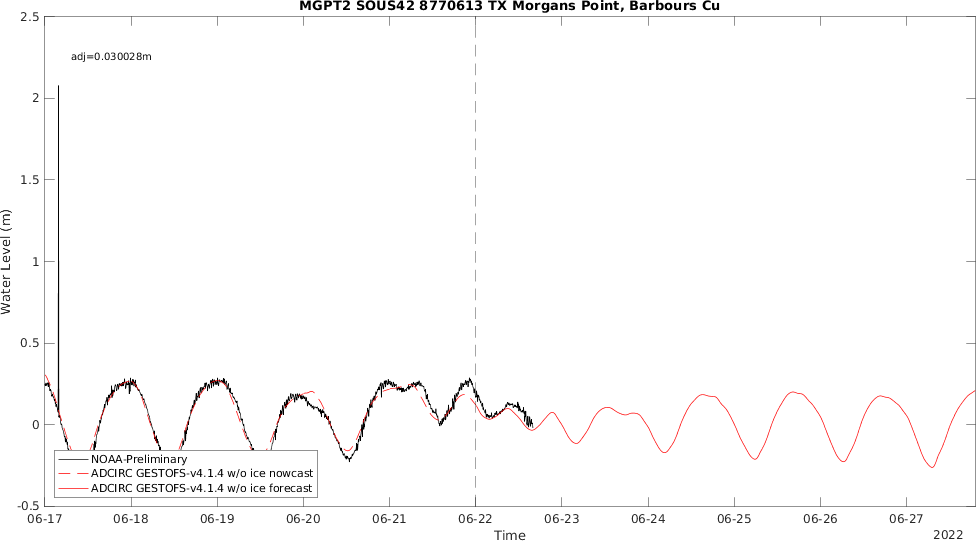 MGPT2 SOUS42 8770613 TX Morgans Point, Barbours Cu
adj=0.030028m
2.5
2
1.5
1
0.5
0
-0.5
Water Level (m)
NOAA-Preliminary
ADCIRC GESTOFS-v4.1.4 w/o ice nowcast
ADCIRC GESTOFS-v4.1.4 w/o ice forecast
06-17 06-18 06-19 06-20 06-21 06-22 06-23 06-24 06-25 06-26 06-27
Time
2022